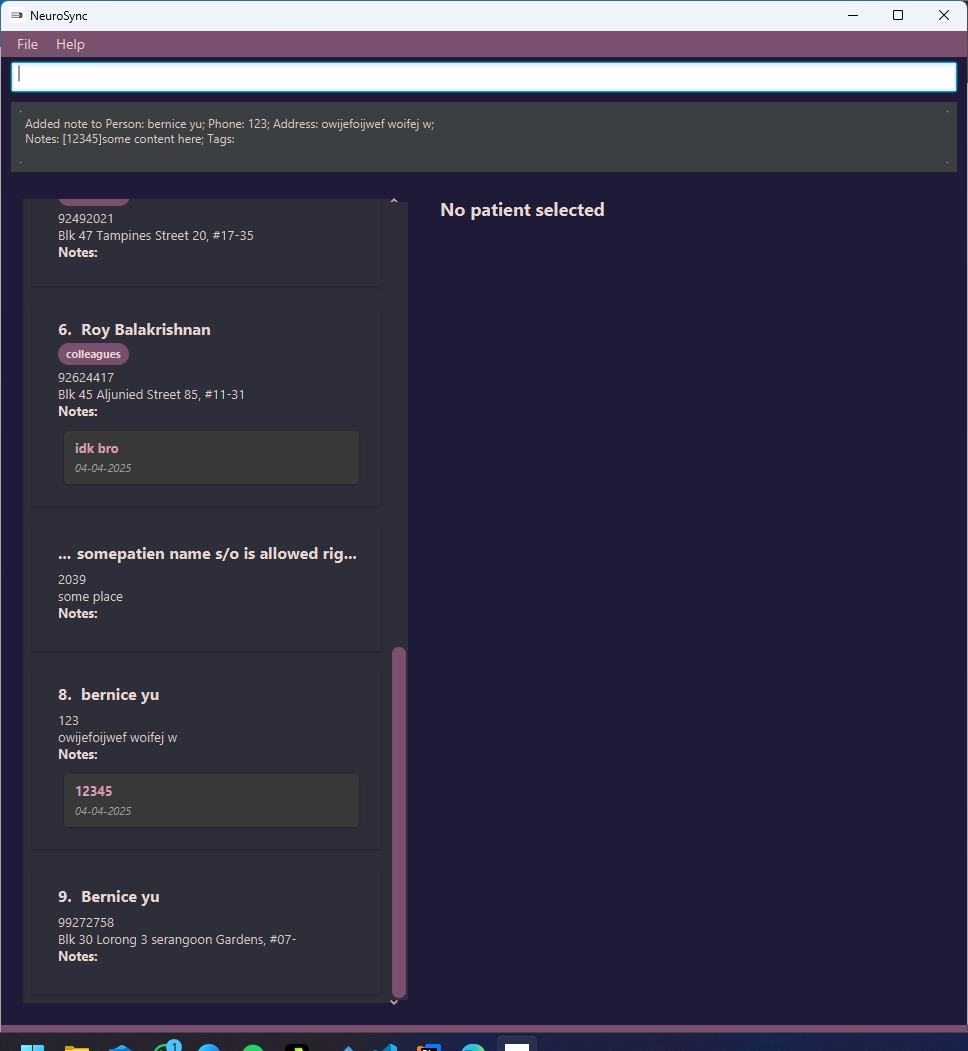 NeuroSync
File Help
Added note to Person: bernice yu; Phone: 123; Address: owijefoijwef woifej w;
Notes: [12345]some content here; Tags:
92492021
Blk 47 Tampines Street 20, #17-35
Notes:
No patient selected
6. Roy Balakrishnan
colleagues
92624417
Blk 45 Aljunied Street 85, #11-31
Notes:
idk bro
04-04-2025
... somepatien name s/o is allowed rig...
2039
some place
Notes:
8. bernice yu
123
owijefoijwef woifej w
Notes:
12345
04-04-2025
9. Bernice yu
99272758
Blk 30 Lorong 3 serangoon Gardens, #07-
Notes:
1